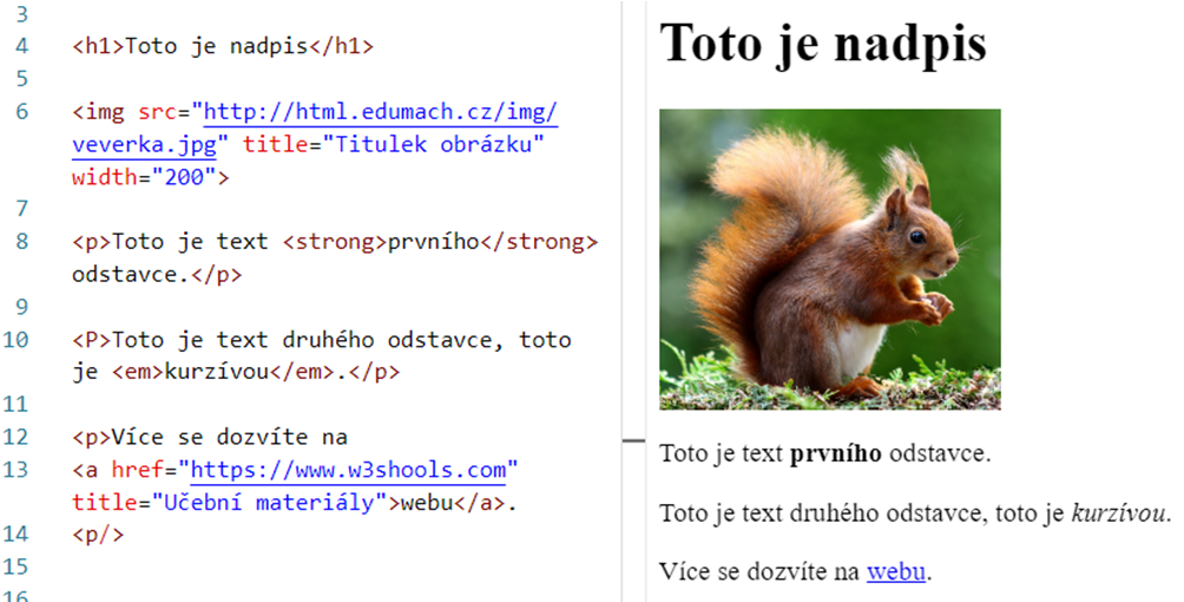 3
4 <h1>Toto je nadpis</h1>
5
6 <img src="http://html.edumach.cz/img/
veverka.jpg" title="Titulek obrázku"
width="200">
7
8 <p>Toto je text <strong>prvního</strong>
odstavce.</p>
9
10 <P>Toto je text druhého odstavce, toto
je <em>kurzívou</em>.</p>
11
12 <p>Více se dozvíte na
13 <a href="https://www.w3shools.com"
title="Učební materiály">webu</a>.
14 <p/>
15
16
Toto je nadpis
Toto je text prvního odstavce.
Toto je text druhého odstavce, toto je kurzívou.
Více se dozvíte na webu.